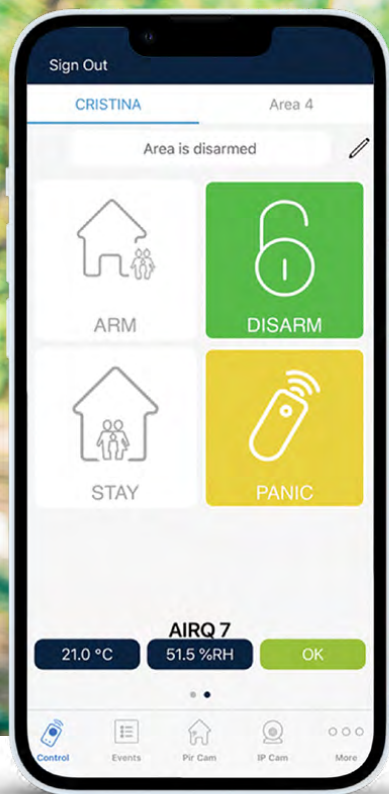 Sign Out
CRISTINA Area 4
Area is disarmed
ARM DISARM
STAY PANIC
AIRQ 7
21.0 °C 51.5 %RH OK
Control Events Pir Cam IP Cam More